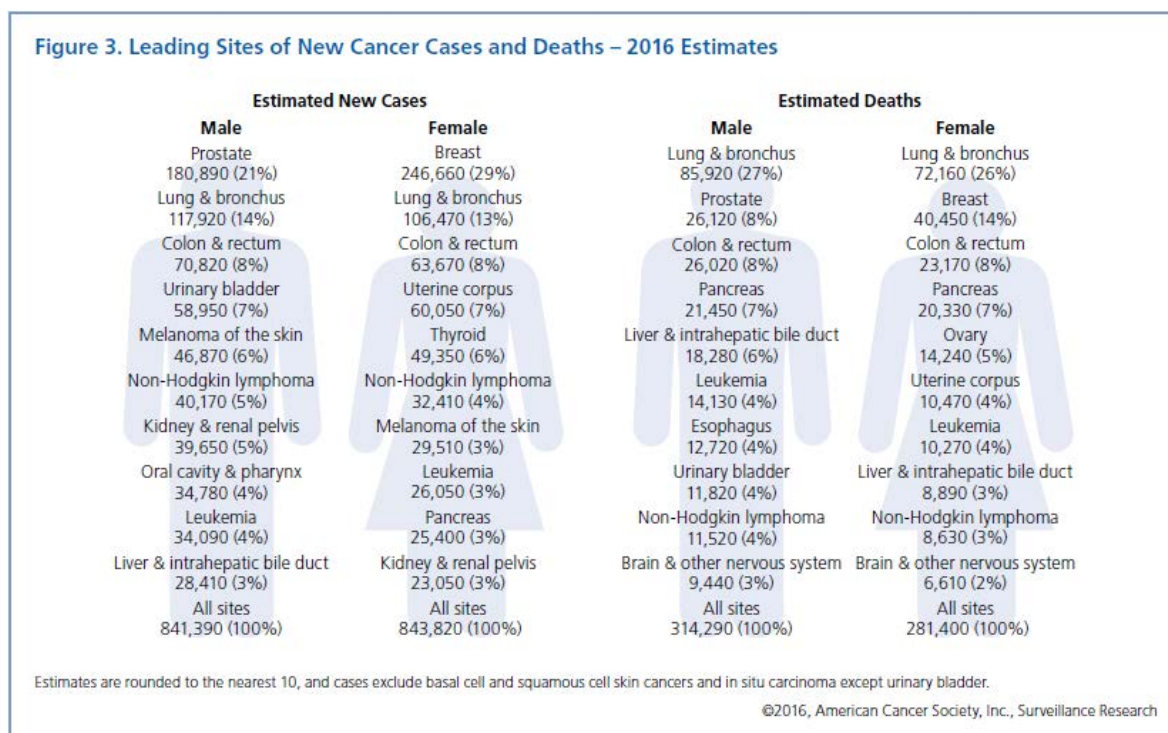 Figure 3. Leading Sites of New Cancer Cases and Deaths – 2016 Estimates
Estimated New Cases
Male
Prostate
180,890 (21%)
Lung & bronchus
117,920 (14%)
Colon & rectum
70,820 (8%)
Urinary bladder
58,950 (7%)
Melanoma of the skin
46,870 (6%)
Non-Hodgkin lymphoma
40,170 (5%)
Kidney & renal pelvis
39,650 (5%)
Oral cavity & pharynx
34,780 (4%)
Leukemia
34,090 (4%)
Liver & intrahepatic bile duct
28,410 (3%)
All sites
841,390 (100%)
Female
Breast
246,660 (29%)
Lung & bronchus
106,470 (13%)
Colon & rectum
63,670 (8%)
Uterine corpus
60,050 (7%)
Thyroid
49,350 (6%)
Non-Hodgkin lymphoma
32,410 (4%)
Melanoma of the skin
29,510 (3%)
Leukemia
26,050 (3%)
Pancreas
25,400 (3%)
Kidney & renal pelvis
23,050 (3%)
All sites
843,820 (100%)
Estimated Deaths
Male
Lung & bronchus
85,920 (27%)
Prostate
26,120 (8%)
Colon & rectum
26,020 (8%)
Pancreas
21,450 (7%)
Liver & intrahepatic bile duct
18,280 (6%)
Leukemia
14,130 (4%)
Esophagus
12,720 (4%)
Urinary bladder
11,820 (4%)
Non-Hodgkin lymphoma
11,520 (4%)
Brain & other nervous system
9,440 (3%)
All sites
314,290 (100%)
Female
Lung & bronchus
72,160 (26%)
Breast
40,450 (14%)
Colon & rectum
23,170 (8%)
Pancreas
20,330 (7%)
Ovary
14,240 (5%)
Uterine corpus
10,470 (4%)
Leukemia
10,270 (4%)
Liver & intrahepatic bile duct
8,890 (3%)
Non-Hodgkin lymphoma
8,630 (3%)
Brain & other nervous system
6,610 (2%)
All sites
281,400 (100%)
Estimates are rounded to the nearest 10, and cases exclude basal cell and squamous cell skin cancers and in situ carcinoma except urinary bladder.
©2016, American Cancer Society, Inc., Surveillance Research